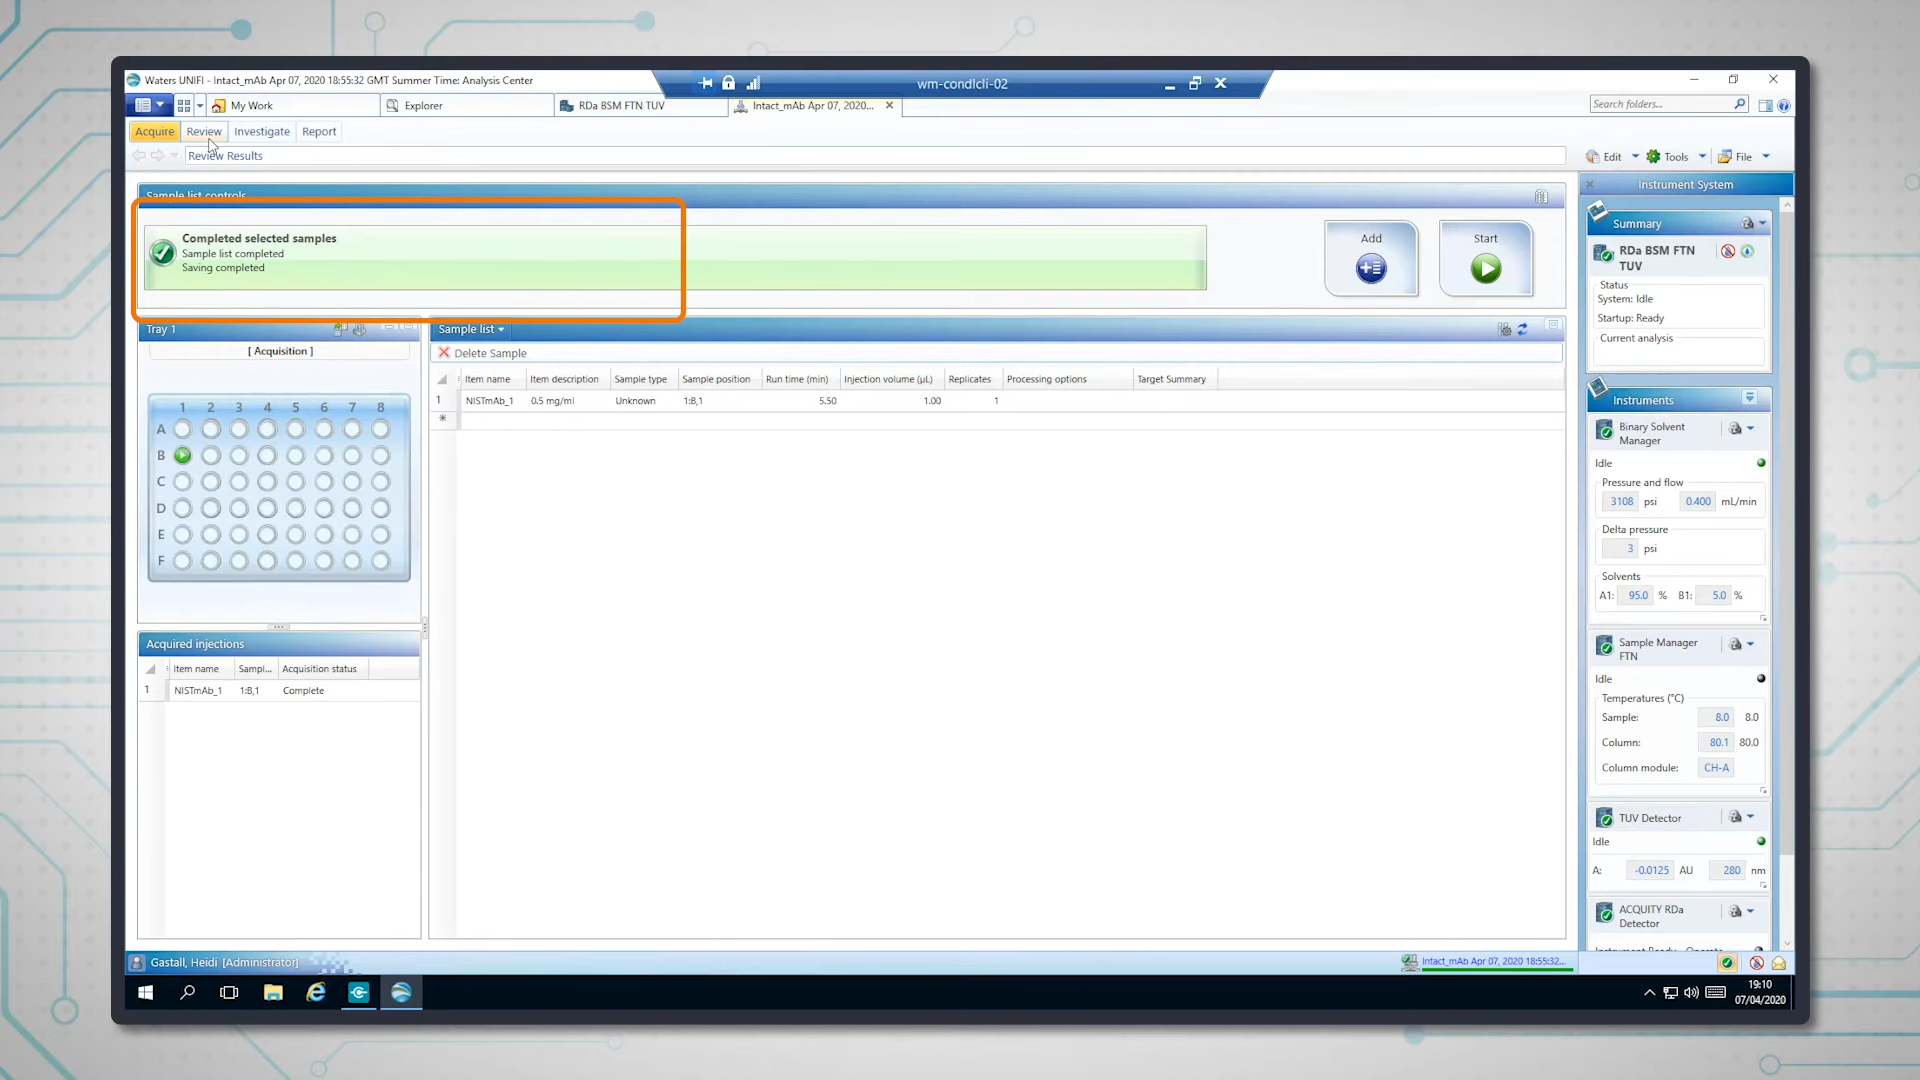 Waters UNIFI - Intact_mAb Apr 07, 2020 18:55:32 GMT Summer Time: Analysis Center
wm-condlcli-02
My Work
Explorer
RDa BSM FTN TUV
Intact_mAb Apr 07, 2020...
Search folders...
Acquire Review Investigate Report
Review Results
Edit Tools File
Sample list controls
Completed selected samples
Sample list completed
Saving completed
Add
Start
Tray 1
[ Acquisition ]
1 2 3 4 5 6 7 8
A
B
C
D
E
F
Sample list
Delete Sample
Item name Item description Sample type Sample position Run time (min) Injection volume (µL) Replicates Processing options Target Summary
1 NISTmAb_1 0.5 mg/ml Unknown 1:B,1 5.50 1.00 1
*
Acquired injections
Item name Sampl... Acquisition status
1 NISTmAb_1 1:B,1 Complete
Instrument System
Summary
RDa BSM FTN
TUV
Status
System: Idle
Startup: Ready
Current analysis
Instruments
Binary Solvent
Manager
Idle
Pressure and flow
3108 psi 0.400 mL/min
Delta pressure
3 psi
Solvents
A1: 95.0 % B1: 5.0 %
Sample Manager
FTN
Idle
Temperatures (°C)
Sample: 8.0 8.0
Column: 80.1 80.0
Column module: CH-A
TUV Detector
Idle
A: -0.0125 AU 280 nm
ACQUITY RDa
Detector
Instrument Ready - Operate
Gastall, Heidi [Administrator]
Intact_mAb Apr 07, 2020 18:55:32...
19:10
07/04/2020